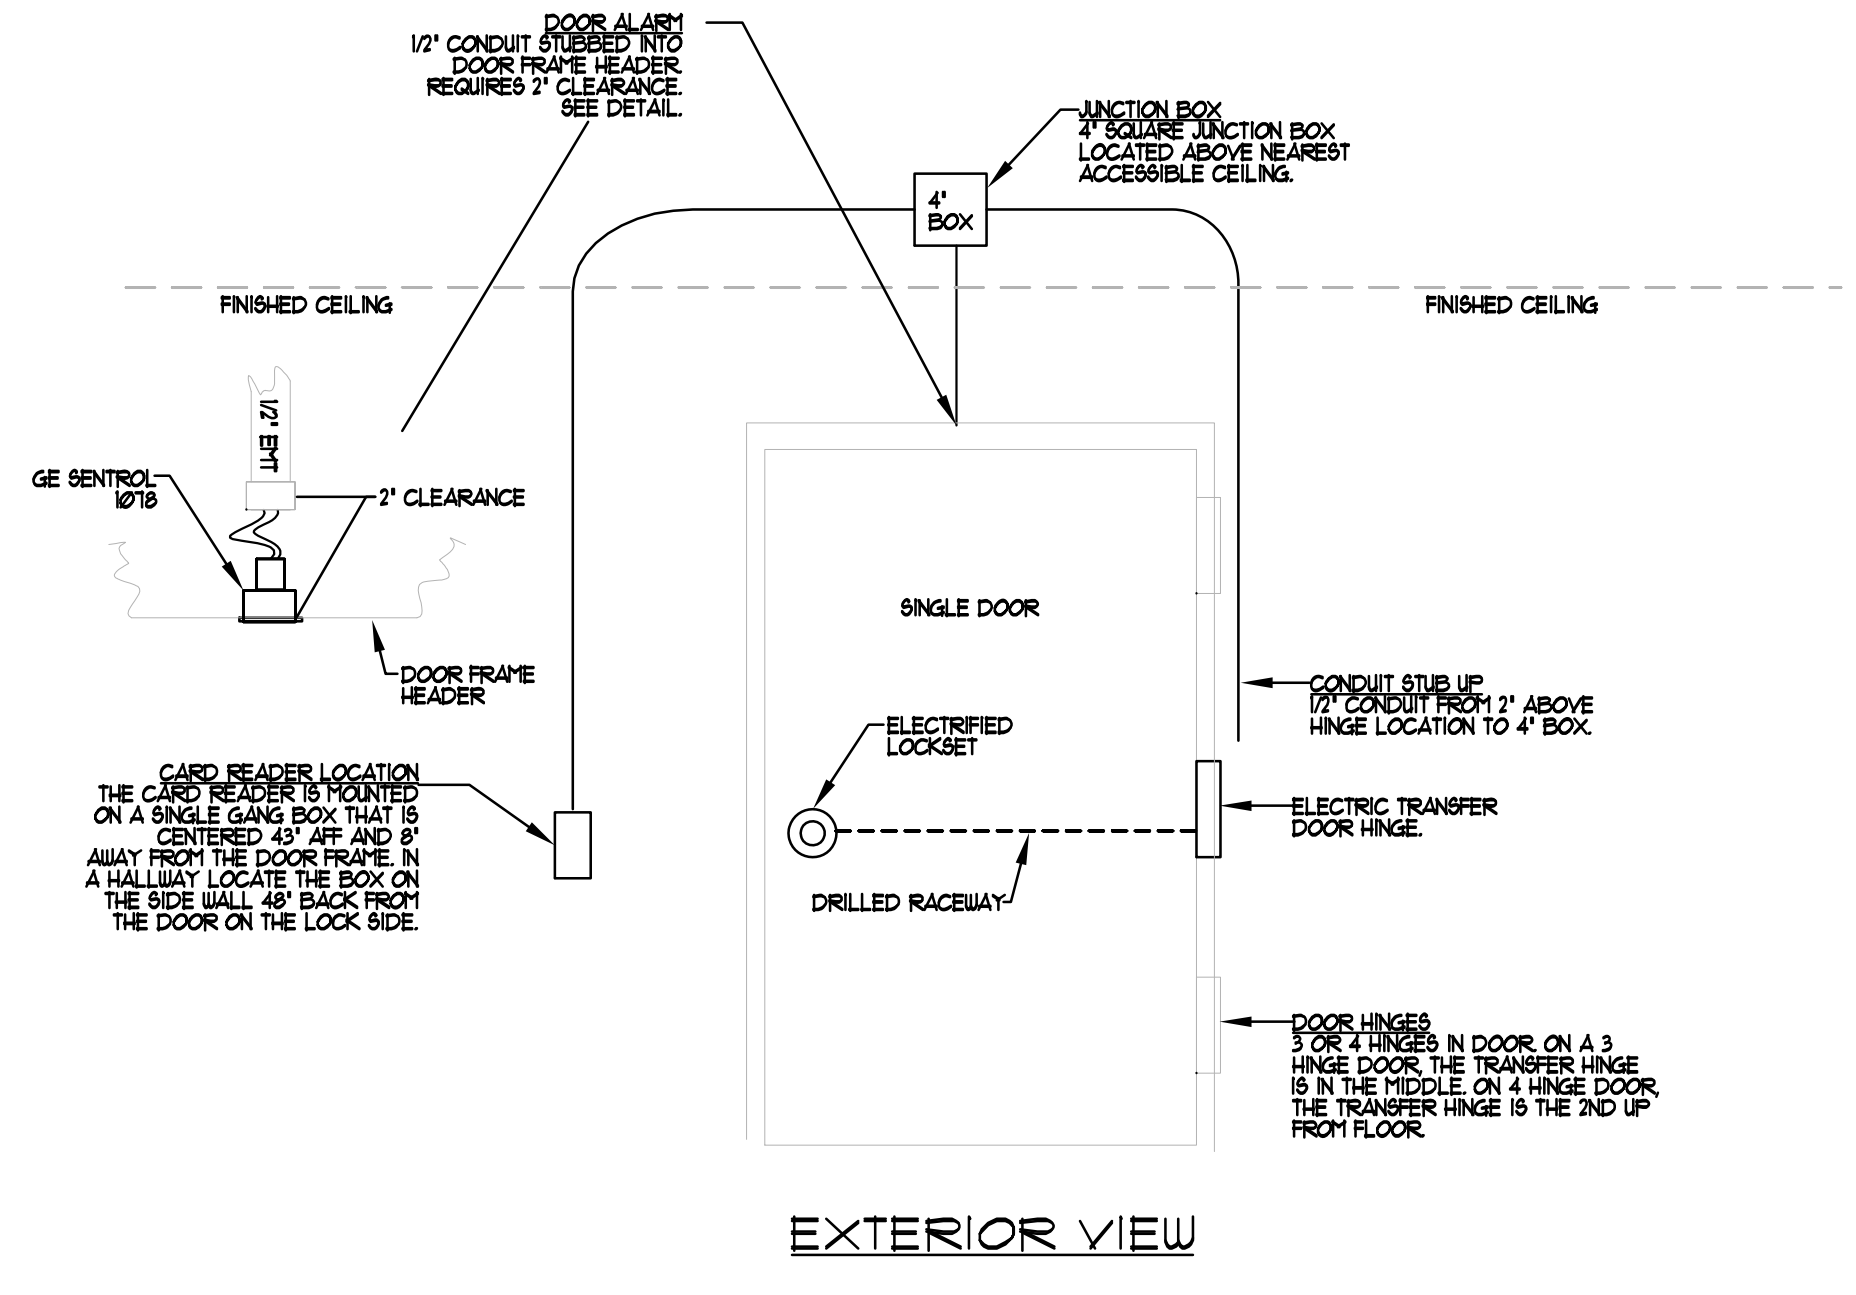 DOOR ALARM
1/2" CONDUIT STUBBED INTO
DOOR FRAME HEADER.
REQUIRES 2" CLEARANCE.
SEE DETAIL.
JUNCTION BOX
4" SQUARE JUNCTION BOX
LOCATED ABOVE NEAREST
ACCESSIBLE CEILING.
4"
BOX
FINISHED CEILING
FINISHED CEILING
1/2" EMT
GE SENTROL
1078
2" CLEARANCE
DOOR FRAME
HEADER
SINGLE DOOR
ELECTRIFIED
LOCKSET
CONDUIT STUB UP
1/2" CONDUIT FROM 2" ABOVE
HINGE LOCATION TO 4" BOX.
CARD READER LOCATION
THE CARD READER IS MOUNTED
ON A SINGLE GANG BOX THAT IS
CENTERED 43" AFF AND 8"
AWAY FROM THE DOOR FRAME. IN
A HALLWAY LOCATE THE BOX ON
THE SIDE WALL 48" BACK FROM
THE DOOR ON THE LOCK SIDE.
ELECTRIC TRANSFER
DOOR HINGE.
DRILLED RACEWAY
DOOR HINGES
3 OR 4 HINGES IN DOOR. ON A 3
HINGE DOOR, THE TRANSFER HINGE
IS IN THE MIDDLE. ON 4 HINGE DOOR,
THE TRANSFER HINGE IS THE 2ND UP
FROM FLOOR.
EXTERIOR VIEW